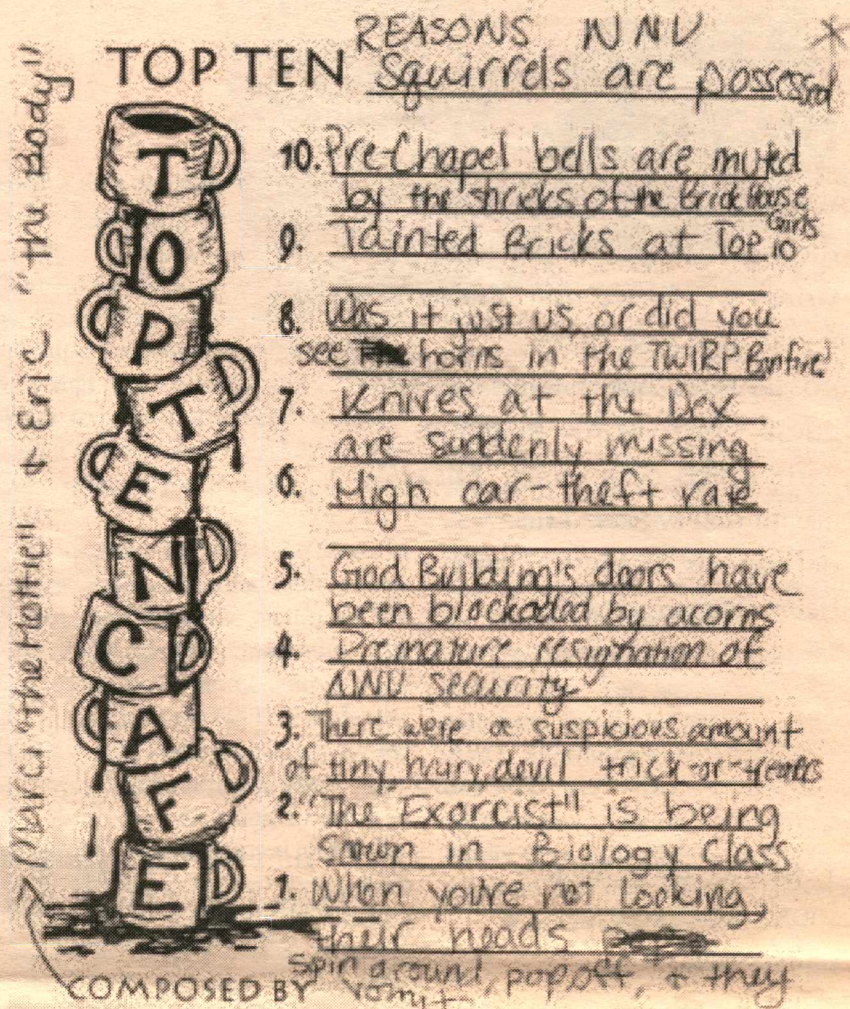 REASONS NNU
TOP TEN Squirrels are possessed
10. Pre-Chapel bells are muted
by the shrieks of the Brick House
Girls
9. Tainted Bricks at Top 10
8. Was it just us, or did you
see horns in the TWIRP Bonfire?
7. Knives at the Dex
are suddenly missing
6. High car-theft rate
5. God Buildinn's doors have
been blockaded by acorns
4. Premature resignation of
NNU security
3. There were a suspicious amount
of tiny, hairy, devil trick-or-treaters
2. "The Exorcist" is being
shown in Biology Class
1. When you're not looking,
their heads
spin around, pop off, + they
vomit
COMPOSED BY
Marci "the Hottie" & Eric "the Body"
T
O
P
T
E
N
C
A
F
E